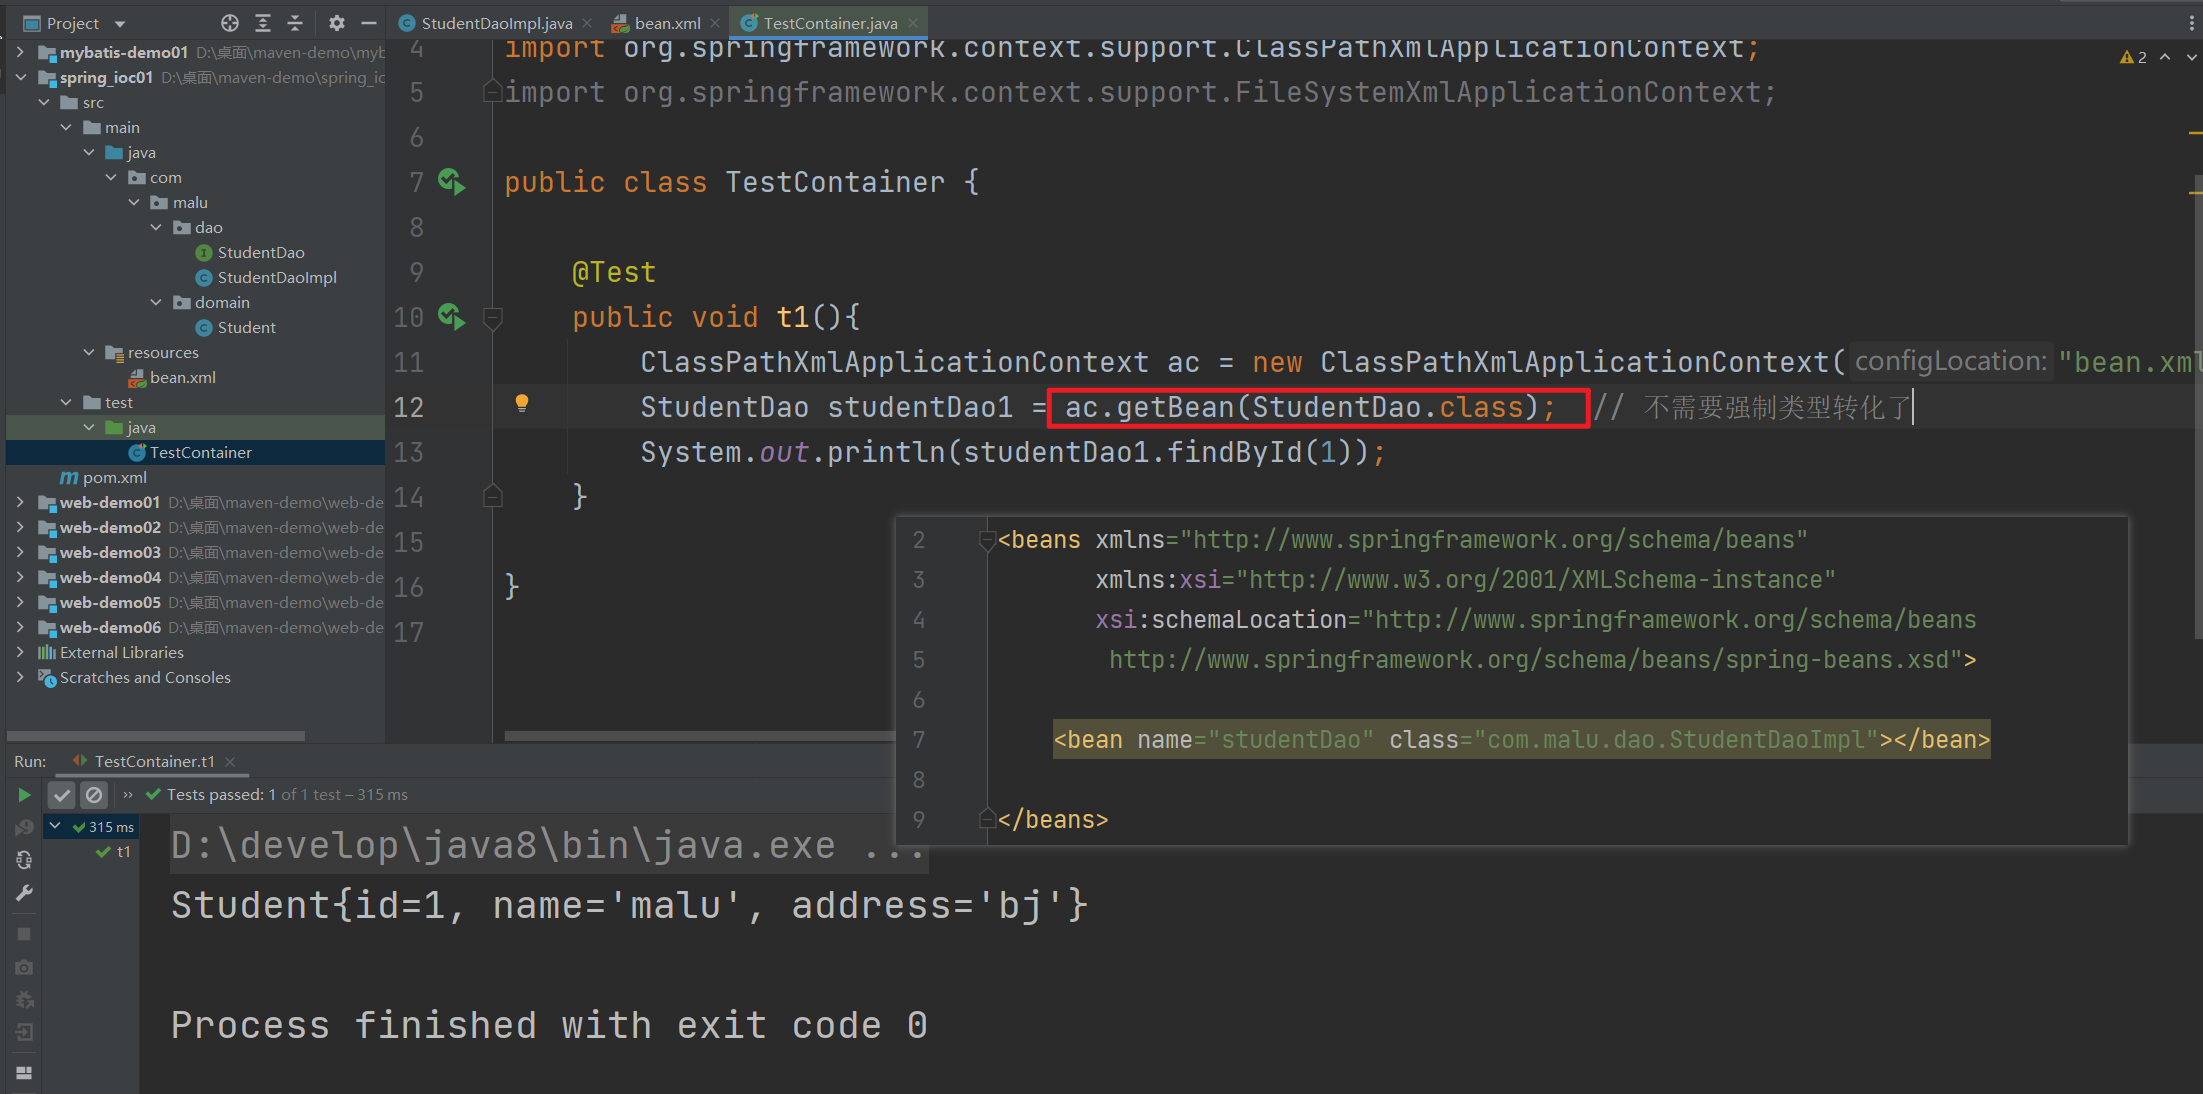 Project
mybatis-demo01 D:\桌面\maven-demo\myb
spring_ioc01 D:\桌面\maven-demo\spring_ic
src
main
java
com
malu
dao
StudentDao
StudentDaoImpl
domain
Student
resources
bean.xml
test
java
TestContainer
pom.xml
web-demo01 D:\桌面\maven-demo\web-de
web-demo02 D:\桌面\maven-demo\web-de
web-demo03 D:\桌面\maven-demo\web-de
web-demo04 D:\桌面\maven-demo\web-de
web-demo05 D:\桌面\maven-demo\web-de
web-demo06 D:\桌面\maven-demo\web-de
External Libraries
Scratches and Consoles
StudentDaoImpl.java bean.xml TestContainer.java
2
4 import org.springframework.context.support.ClassPathXmlApplicationContext;
5 import org.springframework.context.support.FileSystemXmlApplicationContext;
6
7 public class TestContainer {
8
9 @Test
10 public void t1(){
11 ClassPathXmlApplicationContext ac = new ClassPathXmlApplicationContext( configLocation: "bean.xml
12 StudentDao studentDao1 = ac.getBean(StudentDao.class); // 不需要强制类型转化了
13 System.out.println(studentDao1.findById(1));
14 }
15
16 }
17
2 <beans xmlns="http://www.springframework.org/schema/beans"
3 xmlns:xsi="http://www.w3.org/2001/XMLSchema-instance"
4 xsi:schemaLocation="http://www.springframework.org/schema/beans
5 http://www.springframework.org/schema/beans/spring-beans.xsd">
6
7 <bean name="studentDao" class="com.malu.dao.StudentDaoImpl"></bean>
8
9 </beans>
Run: TestContainer.t1
Tests passed: 1 of 1 test – 315 ms
315 ms
t1
D:\develop\java8\bin\java.exe ...
Student{id=1, name='malu', address='bj'}
Process finished with exit code 0